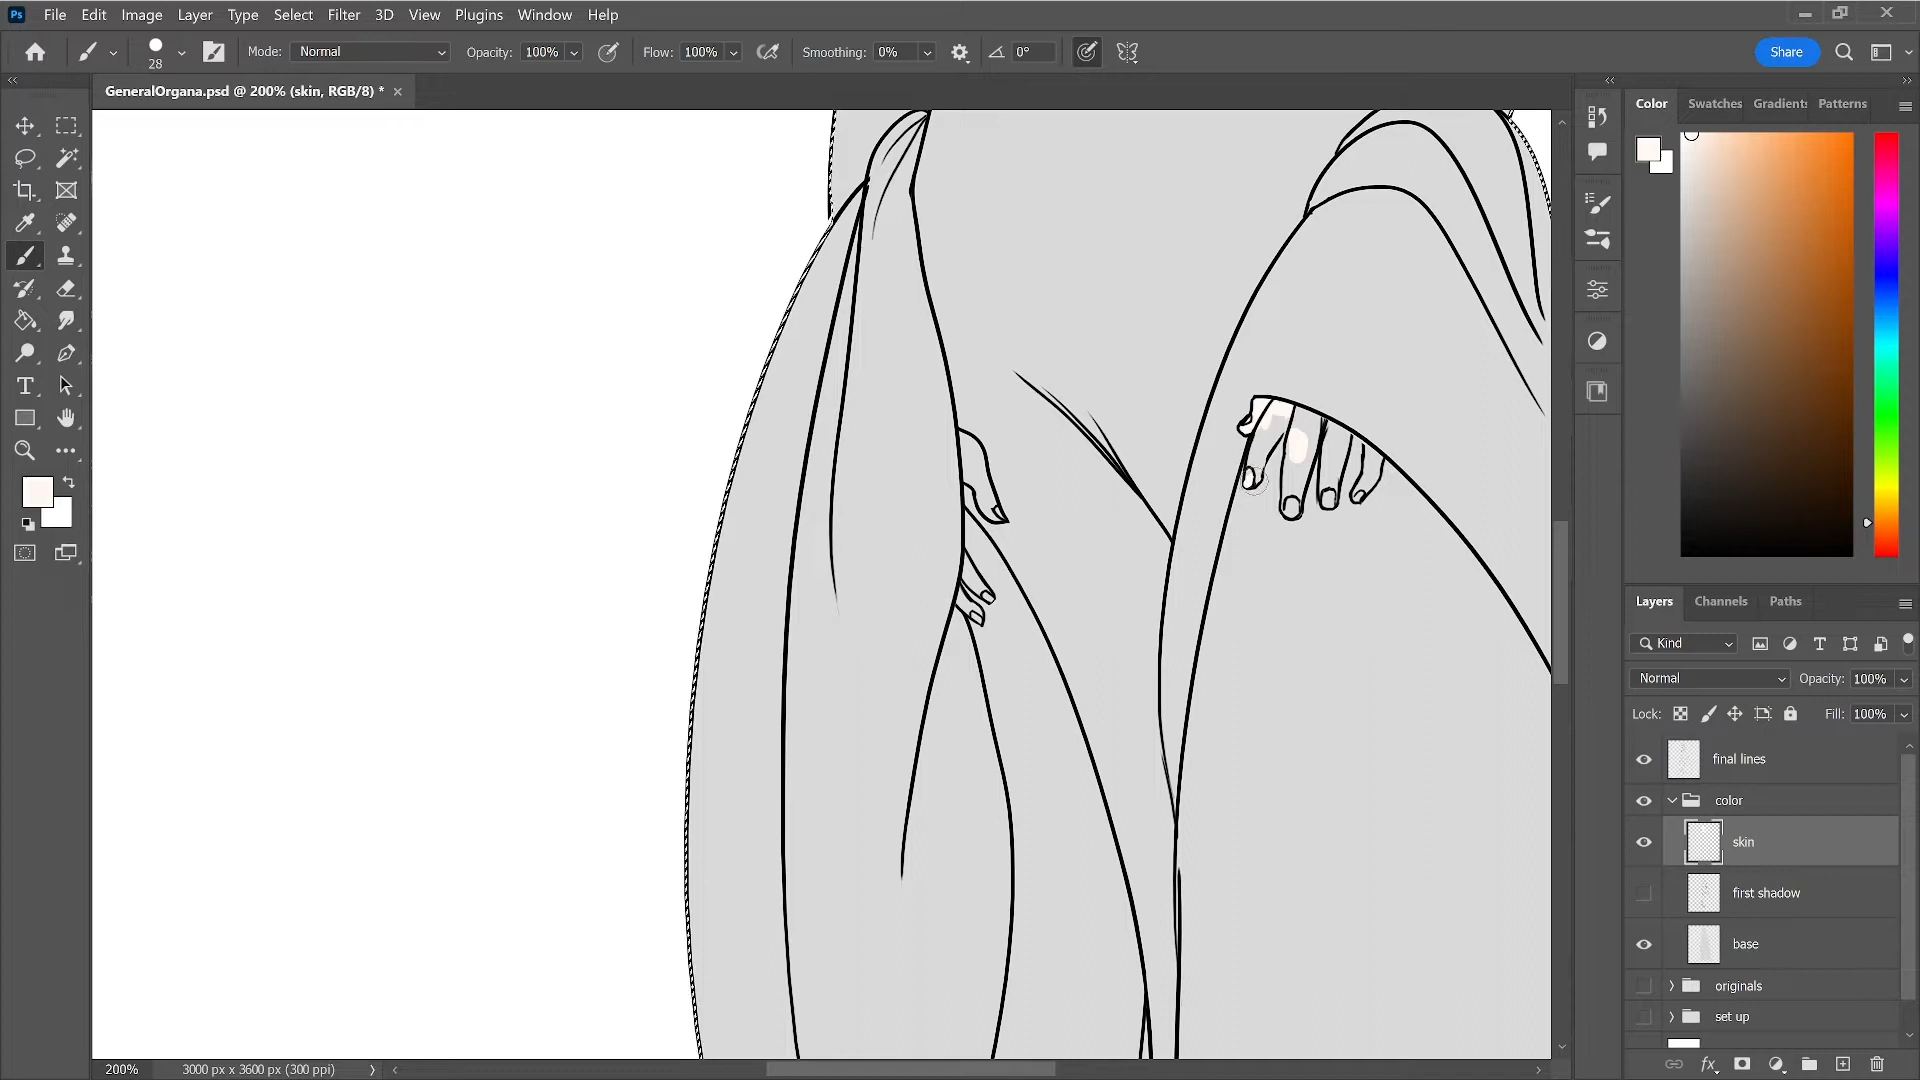 Ps File Edit Image Layer Type Select Filter 3D View Plugins Window Help
28 Mode: Normal Opacity: 100% Flow: 100% Smoothing: 0% 0° Share
GeneralOrgana.psd @ 200% (skin, RGB/8) *
Color Swatches Gradients Patterns
Layers Channels Paths
Kind
Normal Opacity: 100%
Lock: Fill: 100%
final lines
color
skin
first shadow
base
originals
set up
200% 3000 px x 3600 px (300 ppi)
fx